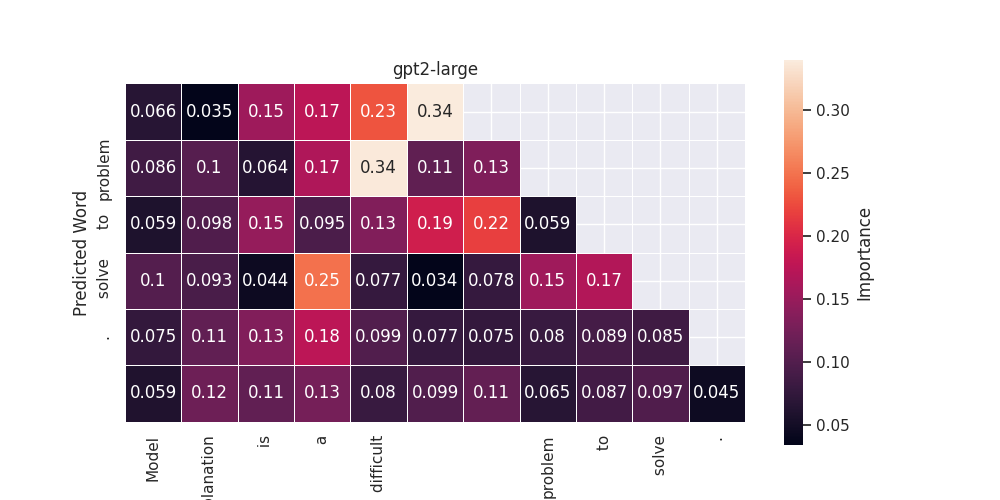 gpt2-large
0.066 0.035 0.15 0.17 0.23 0.34
problem 0.086 0.1 0.064 0.17 0.34 0.11 0.13
to 0.059 0.098 0.15 0.095 0.13 0.19 0.22 0.059
solve 0.1 0.093 0.044 0.25 0.077 0.034 0.078 0.15 0.17
. 0.075 0.11 0.13 0.18 0.099 0.077 0.075 0.08 0.089 0.085
0.059 0.12 0.11 0.13 0.08 0.099 0.11 0.065 0.087 0.097 0.045
Model lanation is a difficult problem to solve .
Predicted Word
0.30
0.25
0.20
0.15
0.10
0.05
Importance